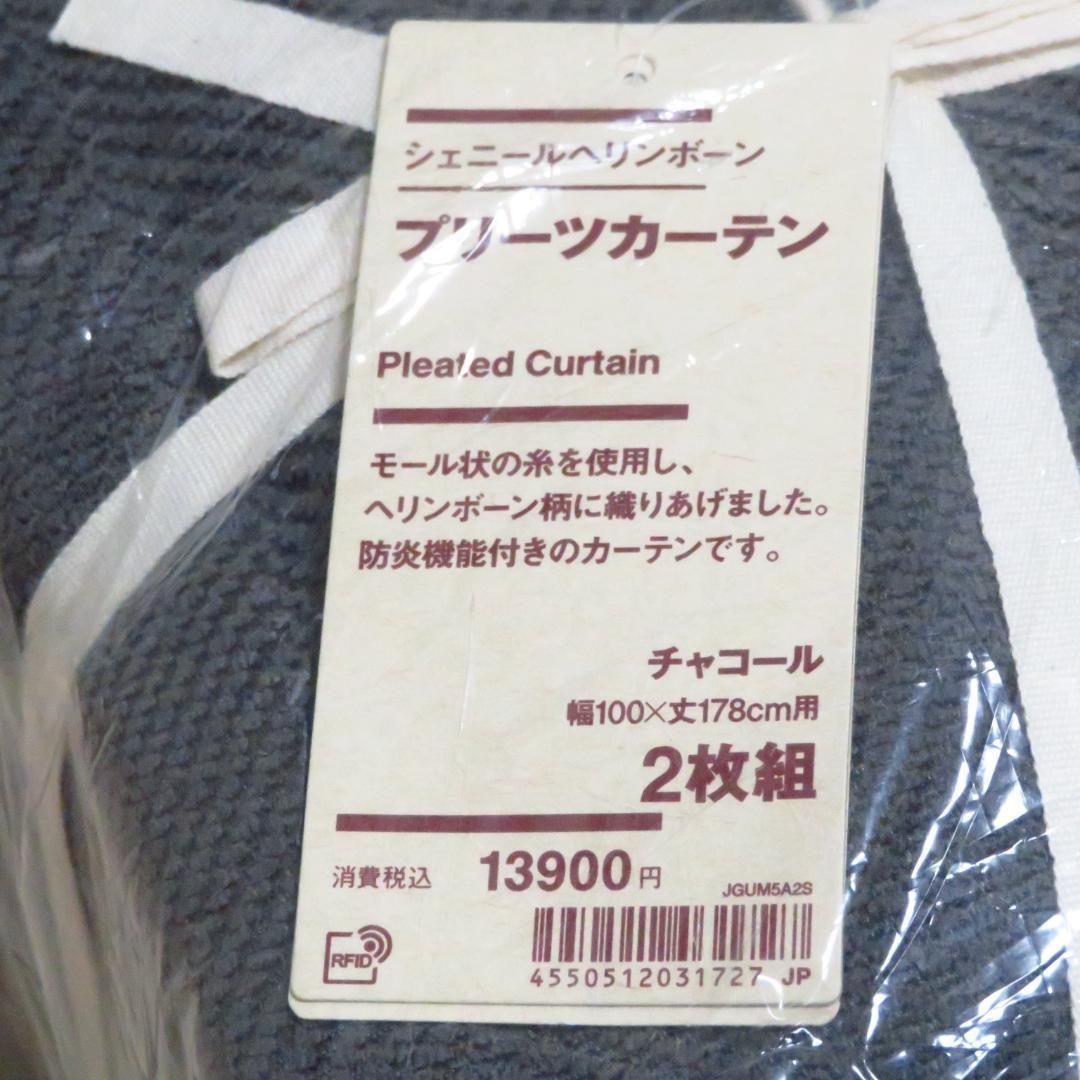 シェニールヘリンボーン
プリーツカーテン
Pleated Curtain
モール状の糸を使用し、
ヘリンボーン柄に織りあげました。
防炎機能付きのカーテンです。
チャコール
幅100×丈178cm用
2枚組
消費税込 13900円
JGUM5A2S
RFID
4550512031727 JP